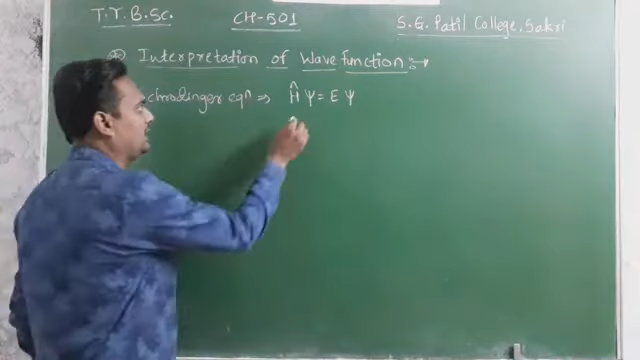 T.Y.B.Sc. CH-501 S.G. Patil College, Sakri
Interpretation of Wave function :→
chrodinger eqⁿ ⇒ Ĥ Ψ = E Ψ